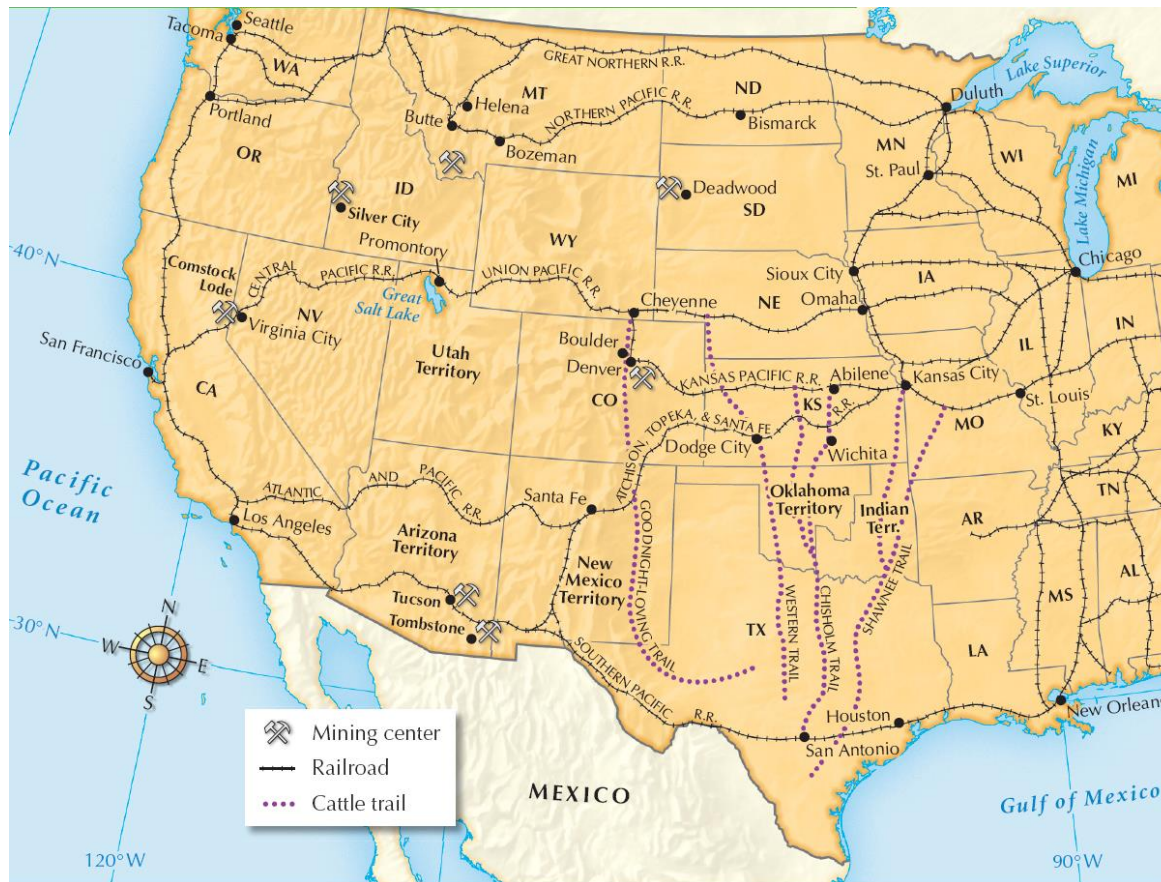 Seattle
Tacoma
WA
GREAT NORTHERN R.R.
Lake Superior
MT
ND
Helena
Duluth
Portland
Butte
NORTHERN PACIFIC R.R.
Bismarck
Bozeman
MN
WI
Lake Michigan
OR
St. Paul
MI
ID
Deadwood
Silver City
SD
Promontory
WY
40°N
Comstock
Lode
CENTRAL
PACIFIC R.R.
UNION PACIFIC R.R.
Sioux City
Chicago
IA
Great
Salt Lake
Cheyenne
NE
Omaha
NV
Virginia City
IN
San Francisco
Utah
Territory
Boulder
IL
Denver
KANSAS PACIFIC R.R.
Abilene
Kansas City
CA
CO
KS
St. Louis
ATCHISON, TOPEKA, & SANTA FE
R.R.
MO
Dodge City
Wichita
KY
Pacific
Ocean
ATLANTIC
AND
PACIFIC
R.R.
Santa Fe
Oklahoma
Territory
Indian
Terr.
TN
Los Angeles
Arizona
Territory
GOODNIGHT-LOVING TRAIL
AR
New
Mexico
Territory
WESTERN TRAIL
CHISHOLM TRAIL
SHAWNEE TRAIL
AL
MS
Tucson
Tombstone
30°N
TX
LA
N
W
E
S
SOUTHERN PACIFIC
R.R.
Houston
New Orlean
San Antonio
Mining center
Railroad
Cattle trail
MEXICO
Gulf of Mexico
120°W
90°W